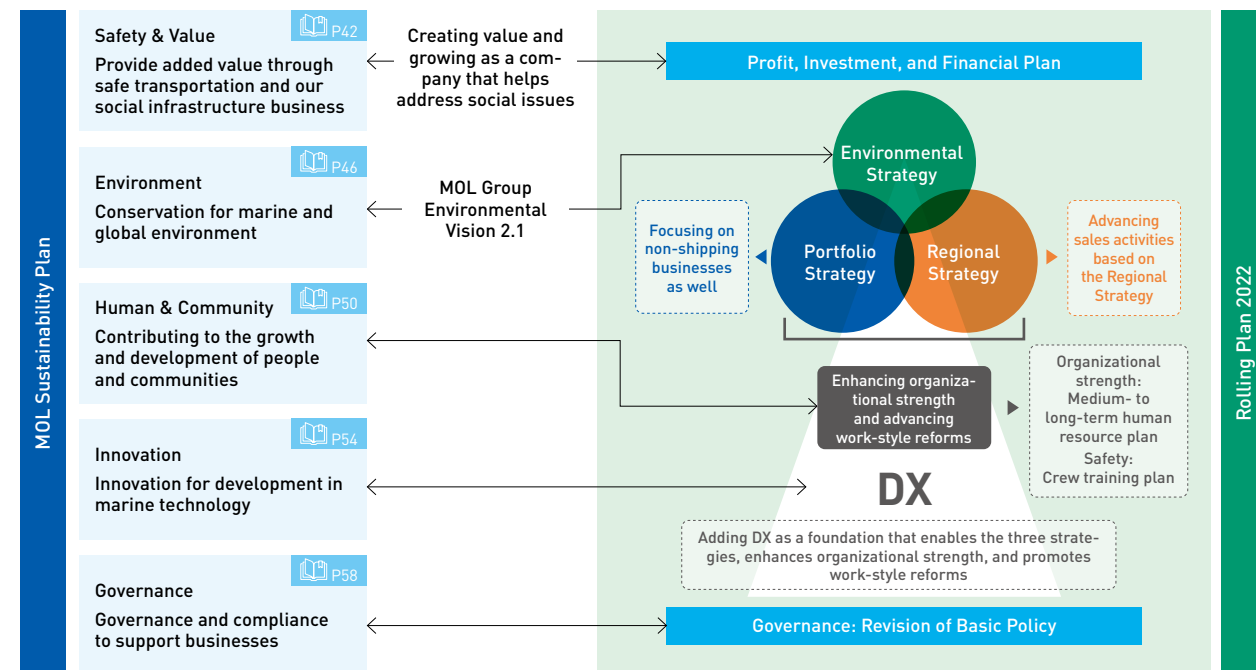 MOL Sustainability Plan
P42
Safety & Value
Provide added value through
safe transportation and our
social infrastructure business
P46
Environment
Conservation for marine and
global environment
P50
Human & Community
Contributing to the growth
and development of people
and communities
P54
Innovation
Innovation for development in
marine technology
P58
Governance
Governance and compliance
to support businesses
Creating value and
growing as a com-
pany that helps
address social issues
MOL Group
Environmental
Vision 2.1
Profit, Investment, and Financial Plan
Environmental
Strategy
Portfolio
Strategy
Regional
Strategy
Focusing on
non-shipping
businesses
as well
Advancing
sales activities
based on
the Regional
Strategy
Enhancing organiza-
tional strength
and advancing
work-style reforms
Organizational
strength:
Medium- to
long-term human
resource plan
Safety:
Crew training plan
DX
Adding DX as a foundation that enables the three strate-
gies, enhances organizational strength, and promotes
work-style reforms
Governance: Revision of Basic Policy
Rolling Plan 2022